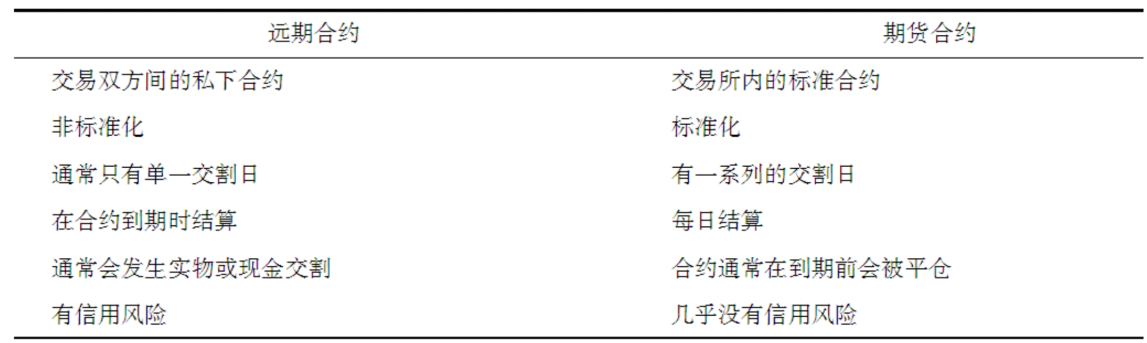 远期合约 期货合约
交易双方间的私下合约 交易所内的标准合约
非标准化 标准化
通常只有单一交割日 有一系列的交割日
在合约到期时结算 每日结算
通常会发生实物或现金交割 合约通常在到期前会被平仓
有信用风险 几乎没有信用风险